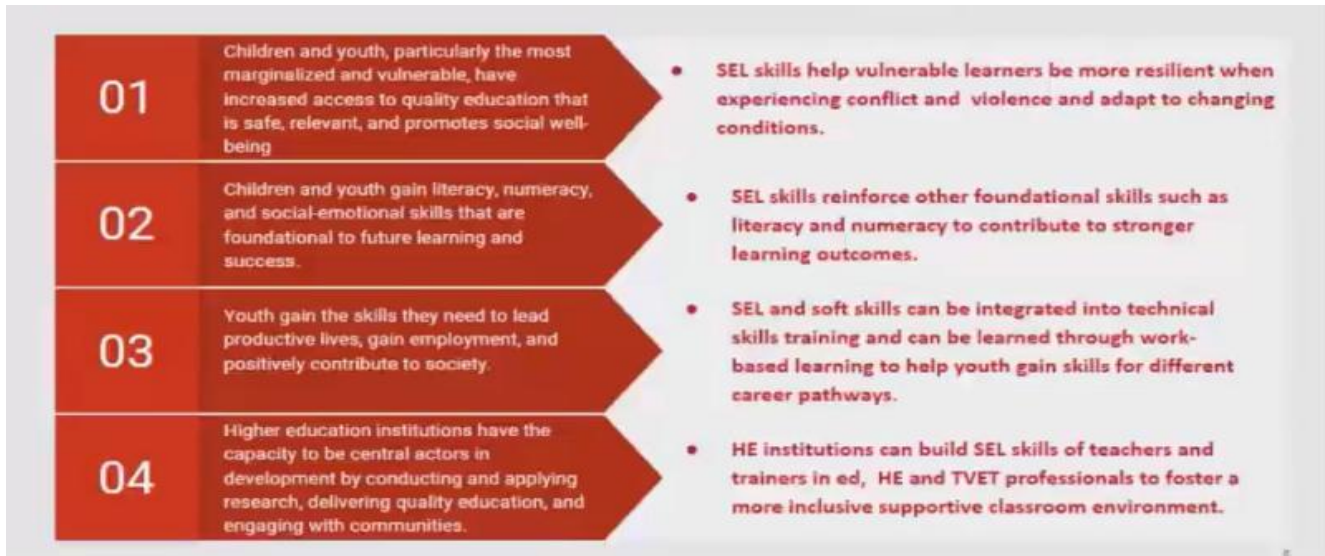 01
Children and youth, particularly the most
marginalized and vulnerable, have
increased access to quality education that
is safe, relevant, and promotes social well-
being
• SEL skills help vulnerable learners be more resilient when
experiencing conflict and violence and adapt to changing
conditions.
02
Children and youth gain literacy, numeracy,
and social-emotional skills that are
foundational to future learning and
success.
• SEL skills reinforce other foundational skills such as
literacy and numeracy to contribute to stronger
learning outcomes.
03
Youth gain the skills they need to lead
productive lives, gain employment, and
positively contribute to society.
• SEL and soft skills can be integrated into technical
skills training and can be learned through work-
based learning to help youth gain skills for different
career pathways.
04
Higher education institutions have the
capacity to be central actors in
development by conducting and applying
research, delivering quality education, and
engaging with communities.
• HE institutions can build SEL skills of teachers and
trainers in ed, HE and TVET professionals to foster a
more inclusive supportive classroom environment.